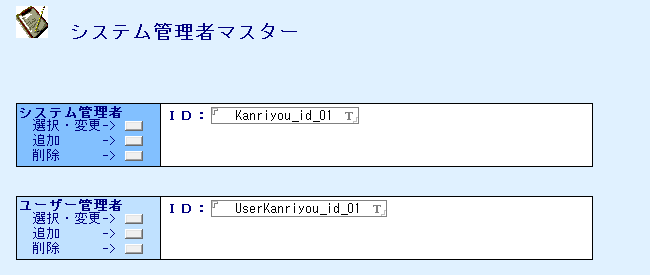 システム管理者マスター
システム管理者
選択・変更->
追加 ->
削除 ->
ＩＤ： Kanriyou_id_01 T
ユーザー管理者
選択・変更->
追加 ->
削除 ->
ＩＤ： UserKanriyou_id_01 T